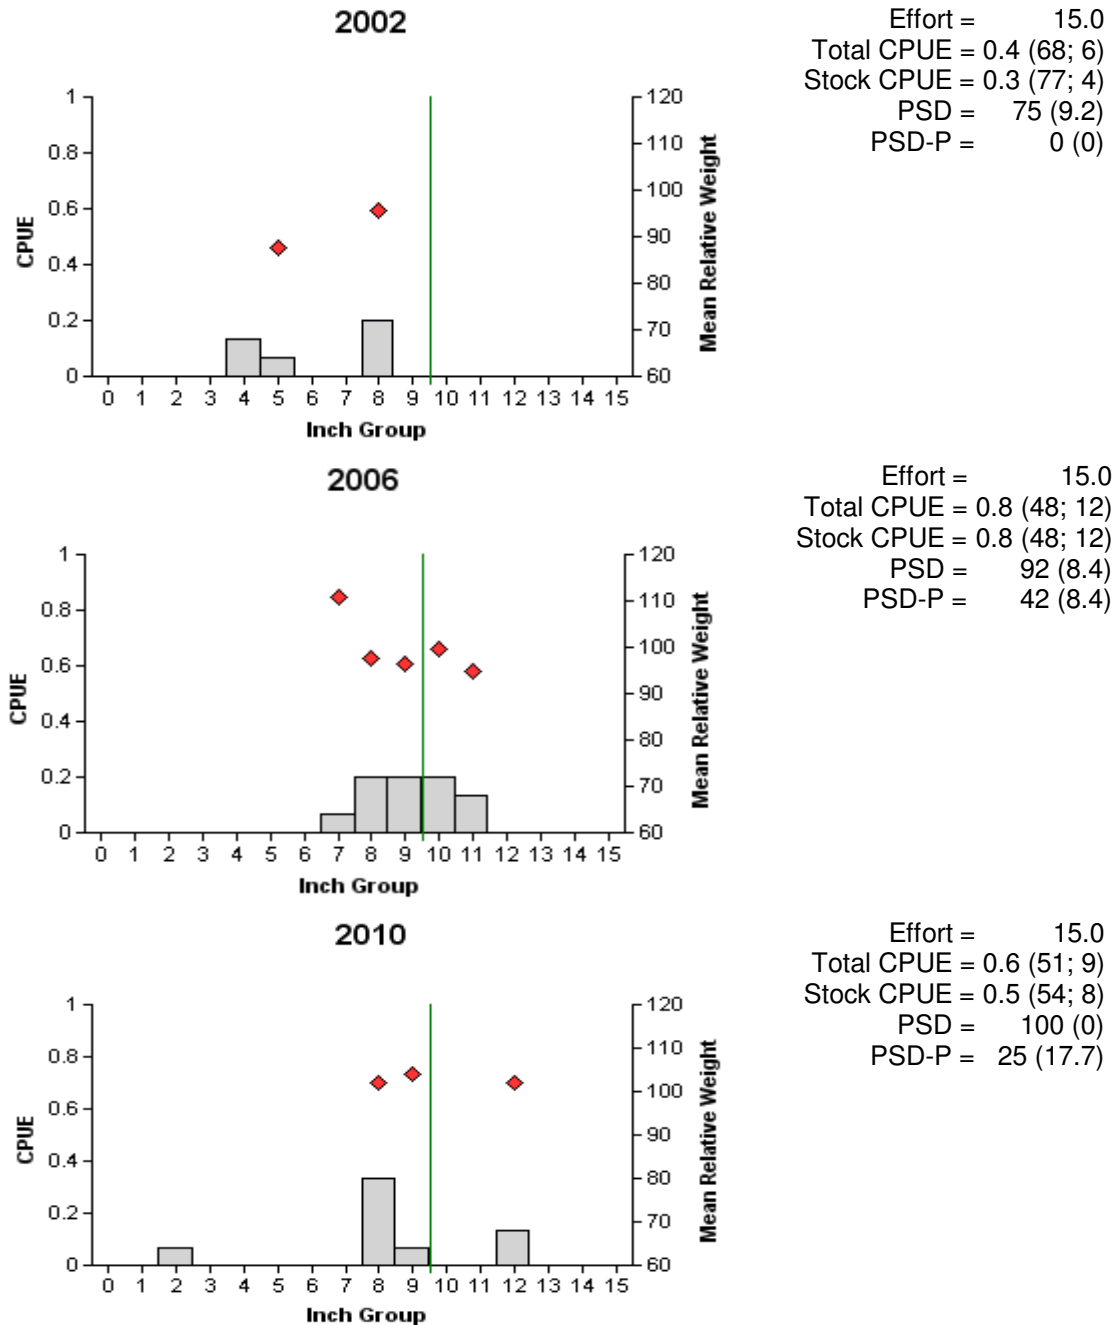 2002
Effort = 15.0
Total CPUE = 0.4 (68; 6)
Stock CPUE = 0.3 (77; 4)
PSD = 75 (9.2)
PSD-P = 0 (0)
1
0.8
0.6
0.4
0.2
0
CPUE
120
110
100
90
80
70
60
Mean Relative Weight
0 1 2 3 4 5 6 7 8 9 10 11 12 13 14 15
Inch Group
2006
Effort = 15.0
Total CPUE = 0.8 (48; 12)
Stock CPUE = 0.8 (48; 12)
PSD = 92 (8.4)
PSD-P = 42 (8.4)
1
0.8
0.6
0.4
0.2
0
CPUE
120
110
100
90
80
70
60
Mean Relative Weight
0 1 2 3 4 5 6 7 8 9 10 11 12 13 14 15
Inch Group
2010
Effort = 15.0
Total CPUE = 0.6 (51; 9)
Stock CPUE = 0.5 (54; 8)
PSD = 100 (0)
PSD-P = 25 (17.7)
1
0.8
0.6
0.4
0.2
0
CPUE
120
110
100
90
80
70
60
Mean Relative Weight
0 1 2 3 4 5 6 7 8 9 10 11 12 13 14 15
Inch Group